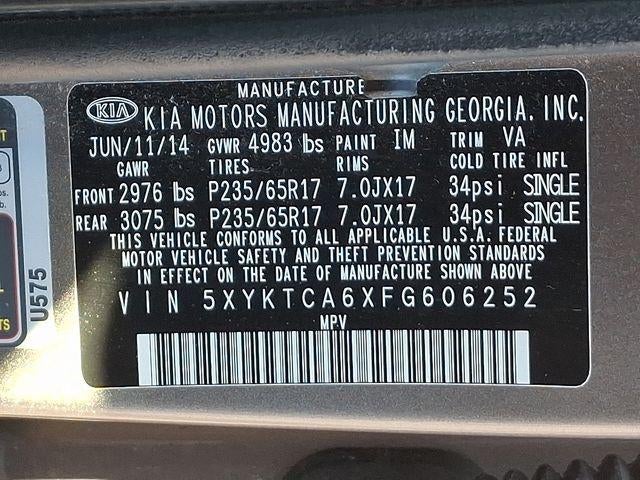 MANUFACTURE
KIA KIA MOTORS MANUFACTURING GEORGIA. INC.
JUN/11/14 GVWR 4983 lbs PAINT IM TRIM VA
GAWR TIRES RIMS COLD TIRE INFL
FRONT 2976 lbs P235/65R17 7.0JX17 34psi SINGLE
REAR 3075 lbs P235/65R17 7.0JX17 34psi SINGLE
THIS VEHICLE CONFORMS TO ALL APPLICABLE U.S.A. FEDERAL
MOTOR VEHICLE SAFETY AND THEFT PREVENTION STANDARDS
IN EFFECT ON THE DATE OF MANUFACTURE SHOWN ABOVE
VIN 5XYKTCA6XFG606252
MPV
U575